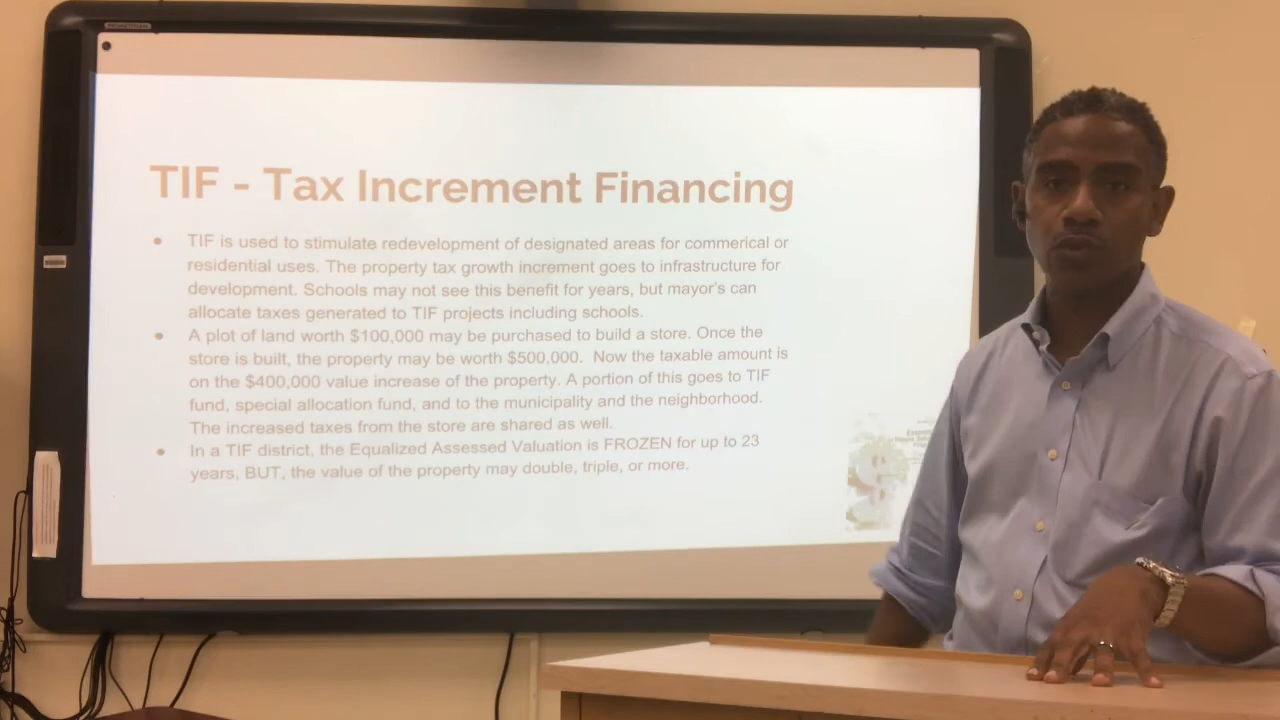 TIF - Tax Increment Financing
TIF is used to stimulate redevelopment of designated areas for commerical or
residential uses. The property tax growth increment goes to infrastructure for
development. Schools may not see this benefit for years, but mayor's can
allocate taxes generated to TIF projects including schools.
A plot of land worth $100,000 may be purchased to build a store. Once the
store is built, the property may be worth $500,000. Now the taxable amount is
on the $400,000 value increase of the property. A portion of this goes to TIF
fund, special allocation fund, and to the municipality and the neighborhood.
The increased taxes from the store are shared as well.
In a TIF district, the Equalized Assessed Valuation is FROZEN for up to 23
years, BUT, the value of the property may double, triple, or more.